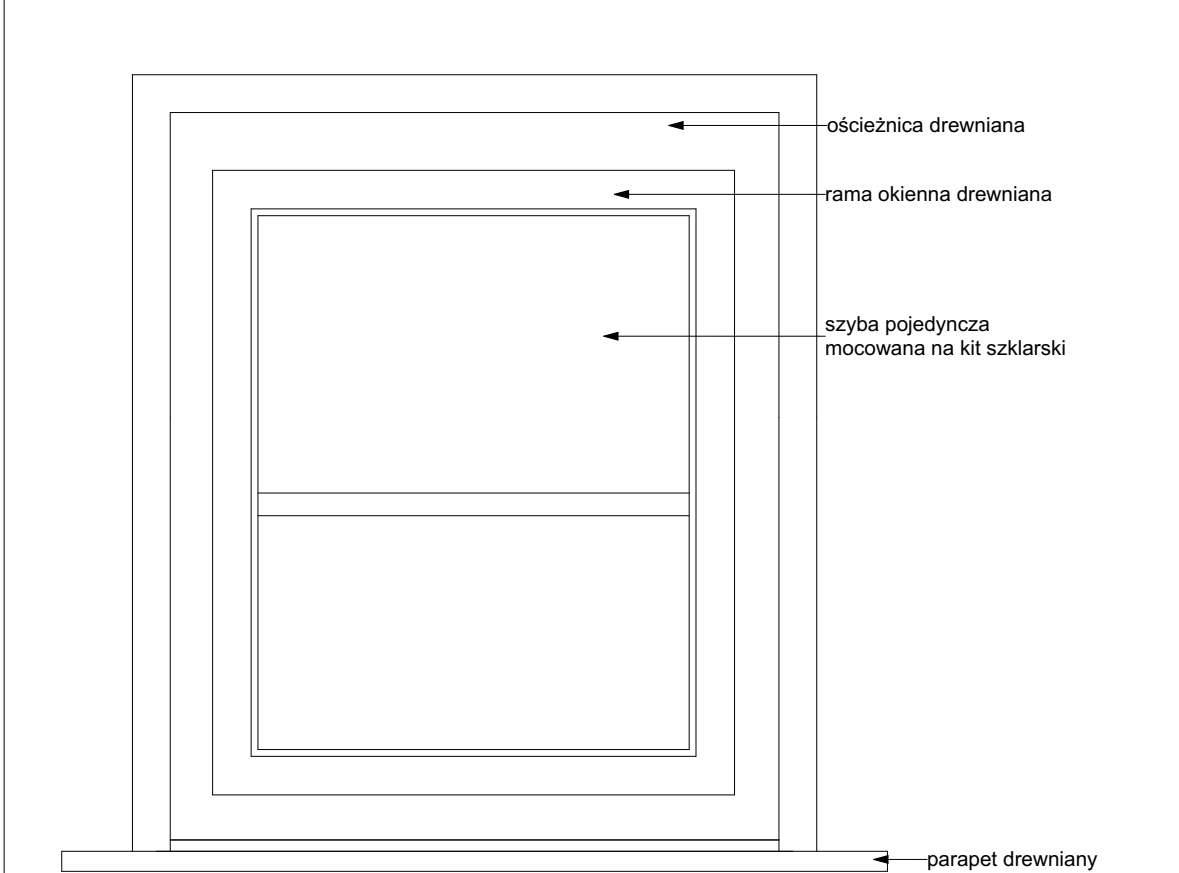 ościeżnica drewniana
rama okienna drewniana
szyba pojedyncza
mocowana na kit szklarski
parapet drewniany